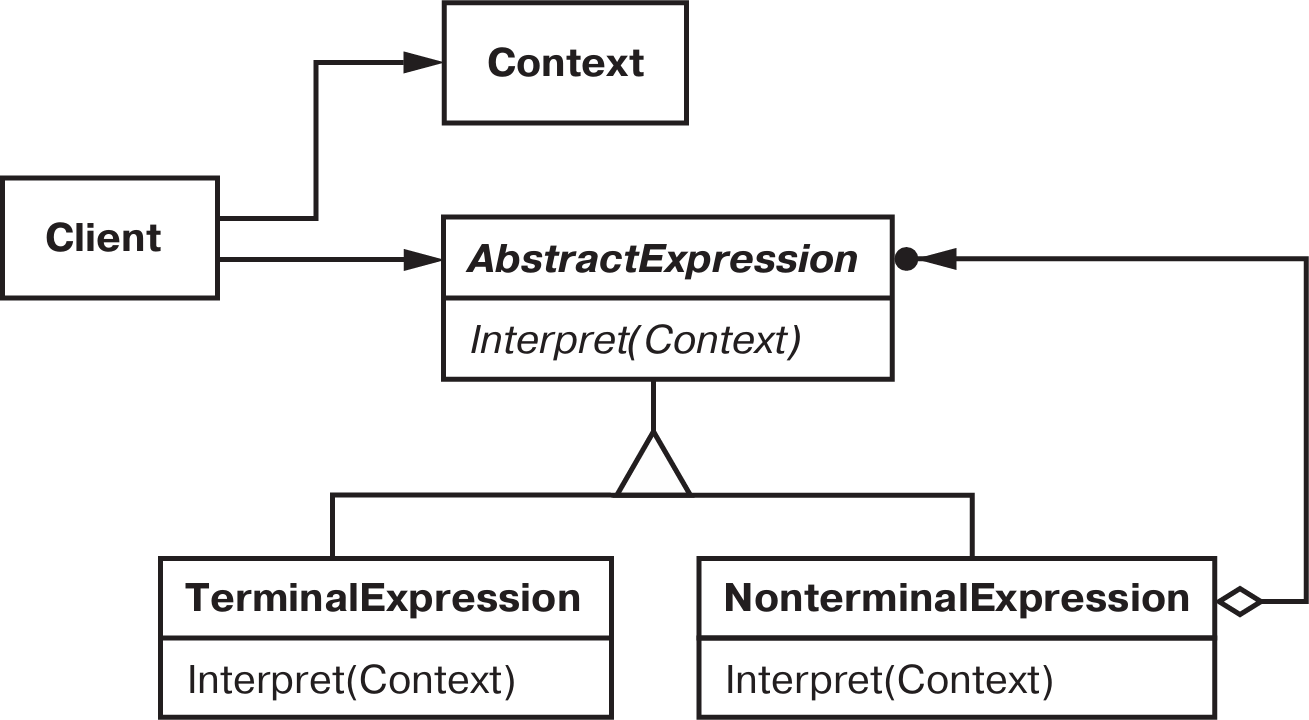 Context
Client
AbstractExpression
Interpret(Context)
TerminalExpression
Interpret(Context)
NonterminalExpression
Interpret(Context)